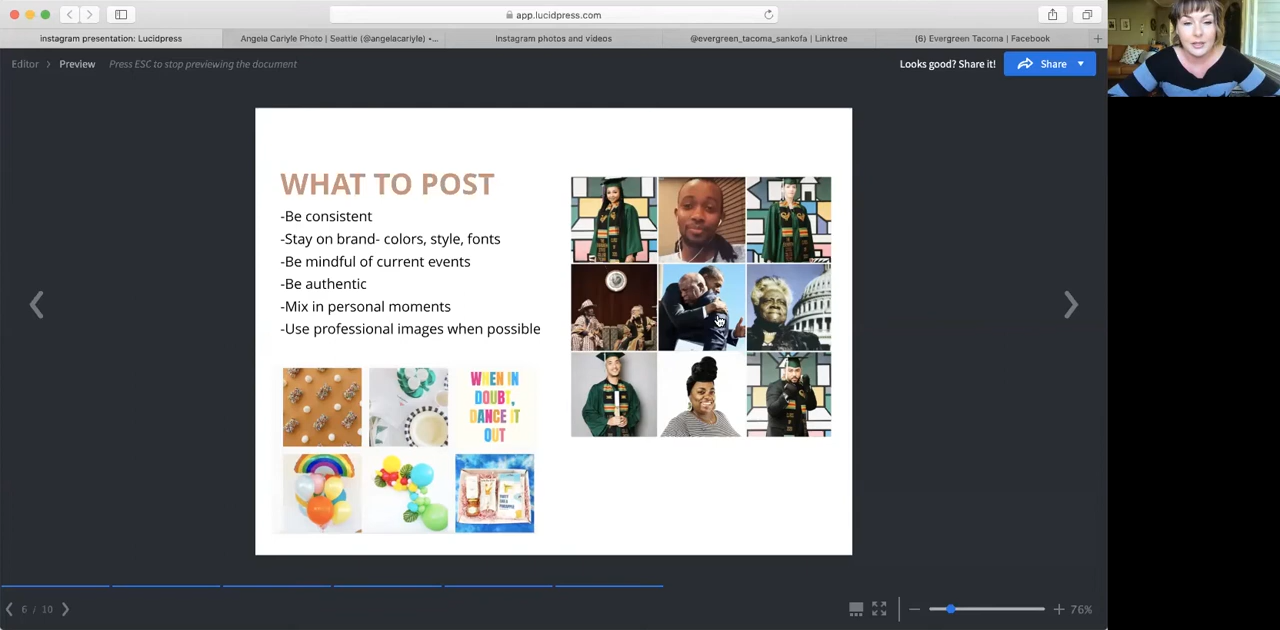 app.lucidpress.com
instagram presentation: Lucidpress
Angela Carlyle Photo | Seattle (@angelacarlyle) •...
Instagram photos and videos
@evergreen_tacoma_sankofa | Linktree
(6) Evergreen Tacoma | Facebook
Editor
Preview
Press ESC to stop previewing the document
Looks good? Share it!
Share
WHAT TO POST
-Be consistent
-Stay on brand- colors, style, fonts
-Be mindful of current events
-Be authentic
-Mix in personal moments
-Use professional images when possible
WHEN IN
DOUBT,
DANCE IT
OUT
6 / 10
76%